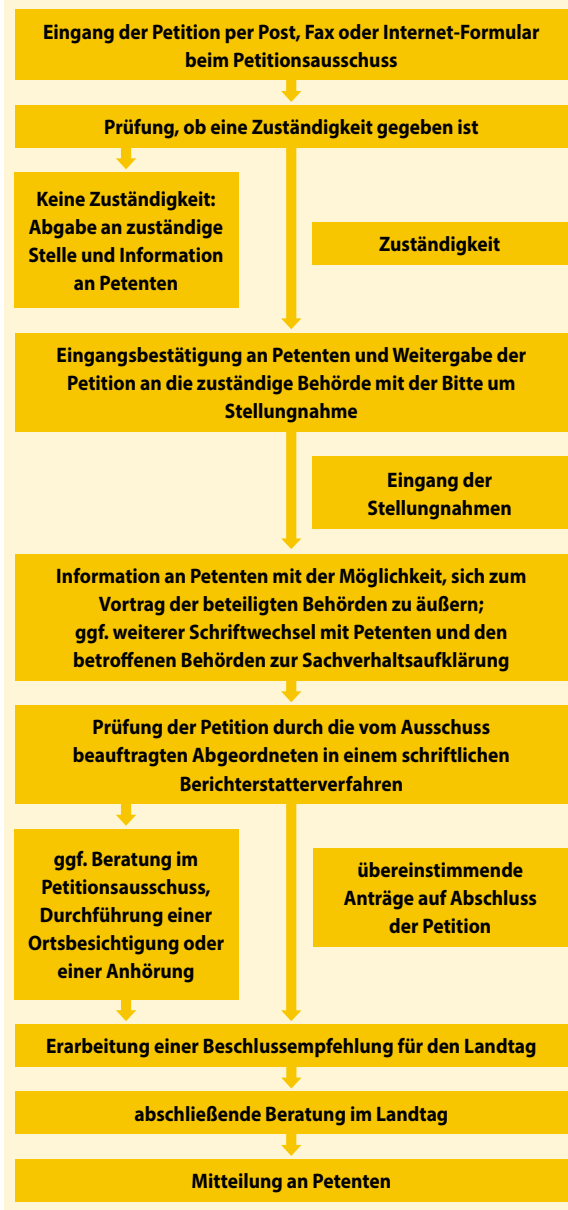 Eingang der Petition per Post, Fax oder Internet-Formular
beim Petitionsausschuss
Prüfung, ob eine Zuständigkeit gegeben ist
Keine Zuständigkeit:
Abgabe an zuständige
Stelle und Information
an Petenten
Zuständigkeit
Eingangsbestätigung an Petenten und Weitergabe der
Petition an die zuständige Behörde mit der Bitte um
Stellungnahme
Eingang der
Stellungnahmen
Information an Petenten mit der Möglichkeit, sich zum
Vortrag der beteiligten Behörden zu äußern;
ggf. weiterer Schriftwechsel mit Petenten und den
betroffenen Behörden zur Sachverhaltsaufklärung
Prüfung der Petition durch die vom Ausschuss
beauftragten Abgeordneten in einem schriftlichen
Berichterstatterverfahren
ggf. Beratung im
Petitionsausschuss,
Durchführung einer
Ortsbesichtigung oder
einer Anhörung
übereinstimmende
Anträge auf Abschluss
der Petition
Erarbeitung einer Beschlussempfehlung für den Landtag
abschließende Beratung im Landtag
Mitteilung an Petenten